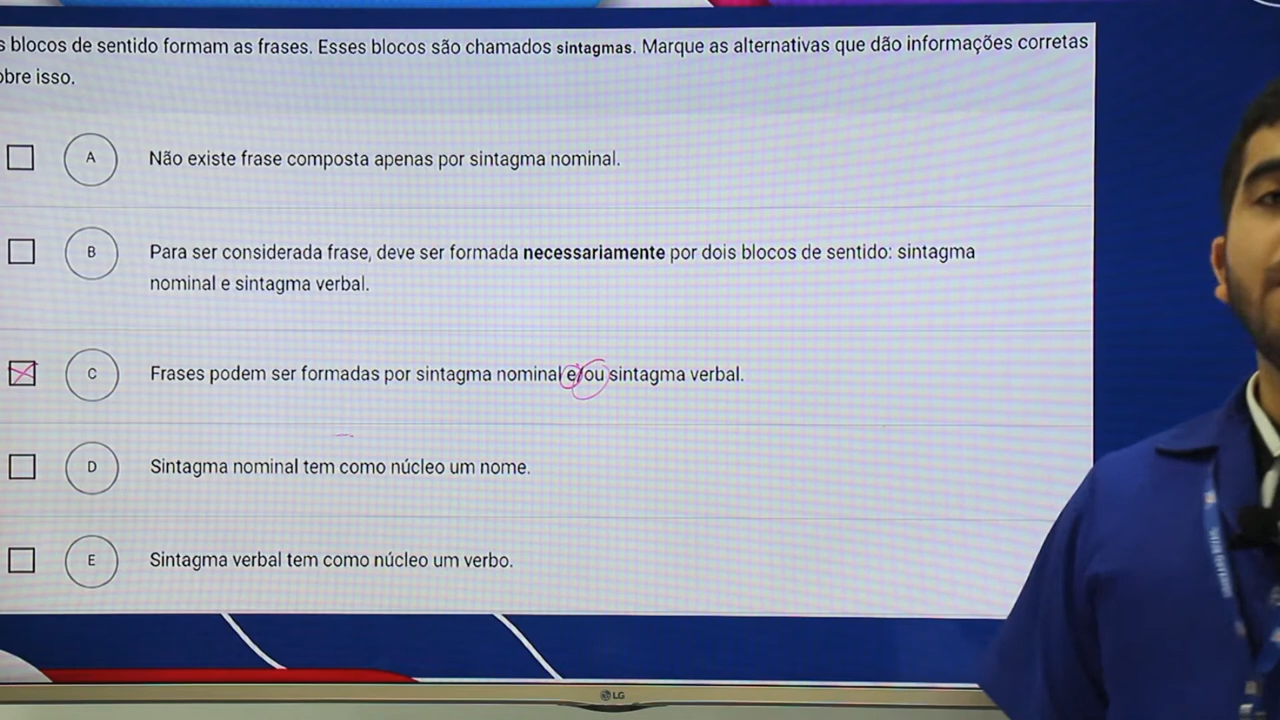 s blocos de sentido formam as frases. Esses blocos são chamados sintagmas. Marque as alternativas que dão informações corretas
obre isso.
A Não existe frase composta apenas por sintagma nominal.
B Para ser considerada frase, deve ser formada necessariamente por dois blocos de sentido: sintagma
nominal e sintagma verbal.
C Frases podem ser formadas por sintagma nominal e/ou sintagma verbal.
D Sintagma nominal tem como núcleo um nome.
E Sintagma verbal tem como núcleo um verbo.
LG